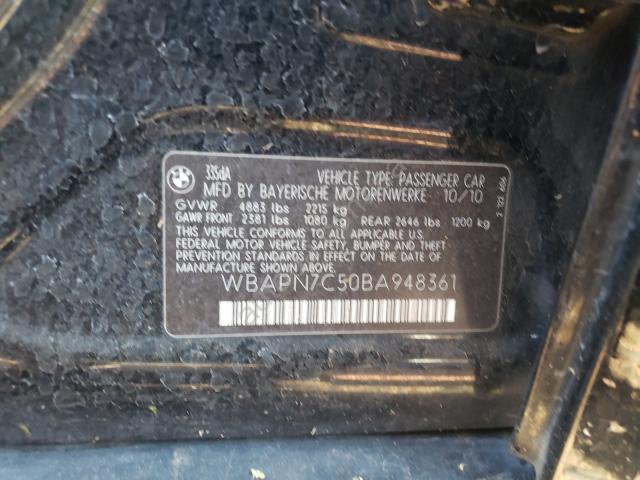 335dA VEHICLE TYPE: PASSENGER CAR
MFD BY BAYERISCHE MOTORENWERKE 10/10
GVWR 4883 lbs 2215 kg
GAWR FRONT 2381 lbs 1080 kg REAR 2646 lbs 1200 kg
THIS VEHICLE CONFORMS TO ALL APPLICABLE
FEDERAL MOTOR VEHICLE SAFETY, BUMPER AND THEFT
PREVENTION STANDARDS IN EFFECT ON THE DATE OF
MANUFACTURE SHOWN ABOVE.
WBAPN7C50BA948361